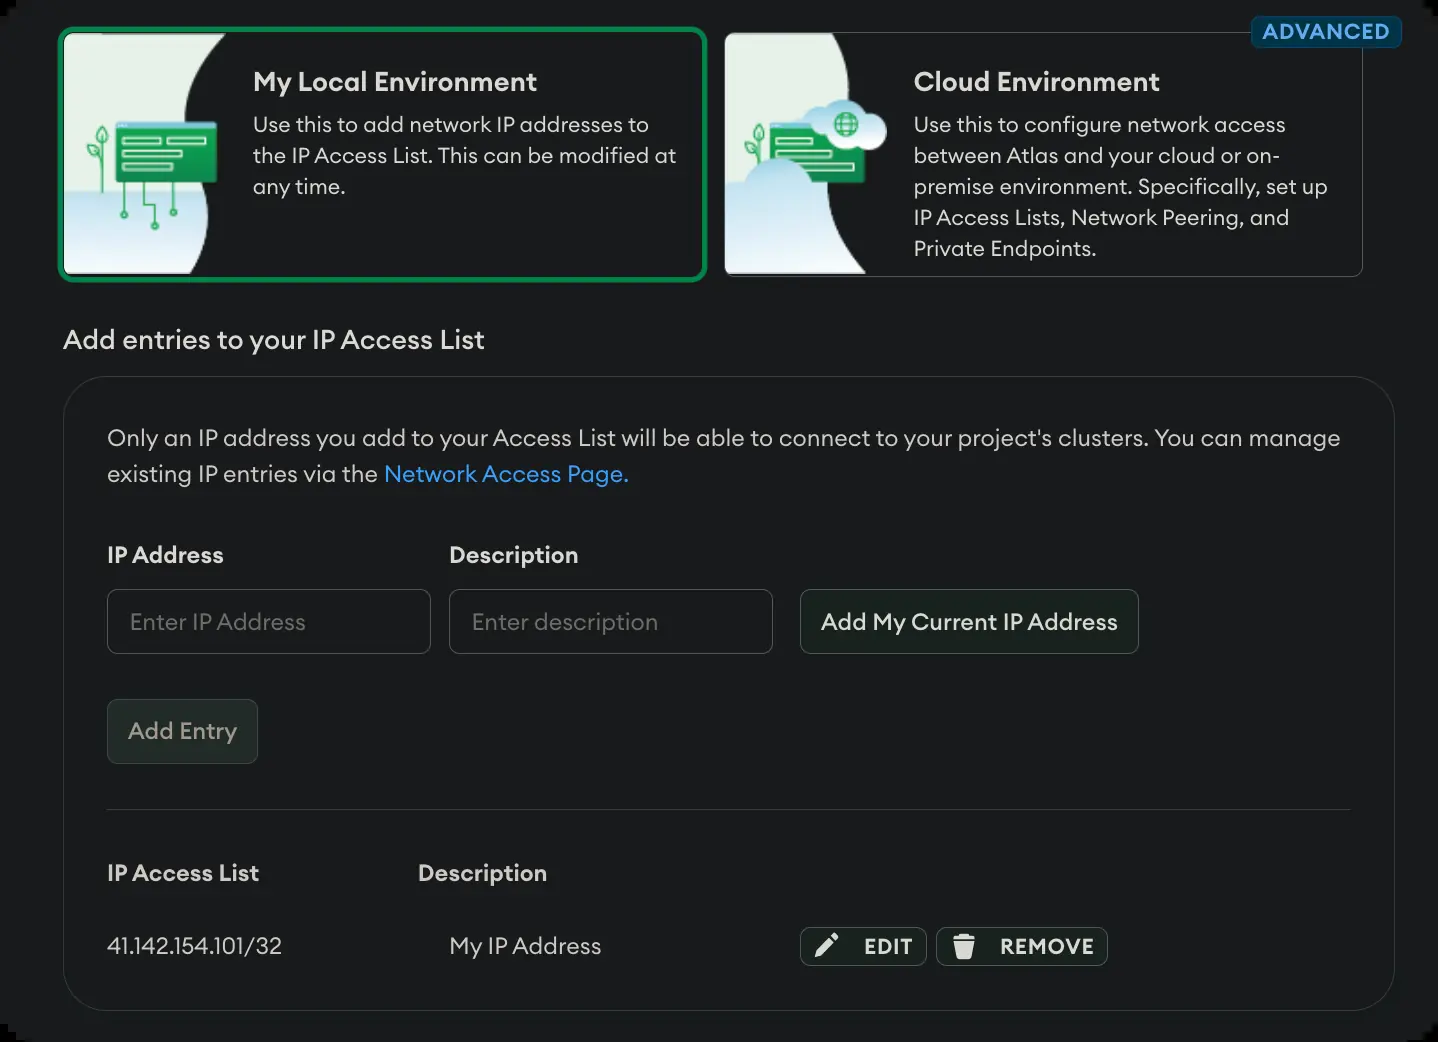 ADVANCED
My Local Environment
Use this to add network IP addresses to
the IP Access List. This can be modified at
any time.
Cloud Environment
Use this to configure network access
between Atlas and your cloud or on-
premise environment. Specifically, set up
IP Access Lists, Network Peering, and
Private Endpoints.
Add entries to your IP Access List
Only an IP address you add to your Access List will be able to connect to your project's clusters. You can manage
existing IP entries via the Network Access Page.
IP Address Description
Enter IP Address Enter description Add My Current IP Address
Add Entry
IP Access List Description
41.142.154.101/32 My IP Address EDIT REMOVE